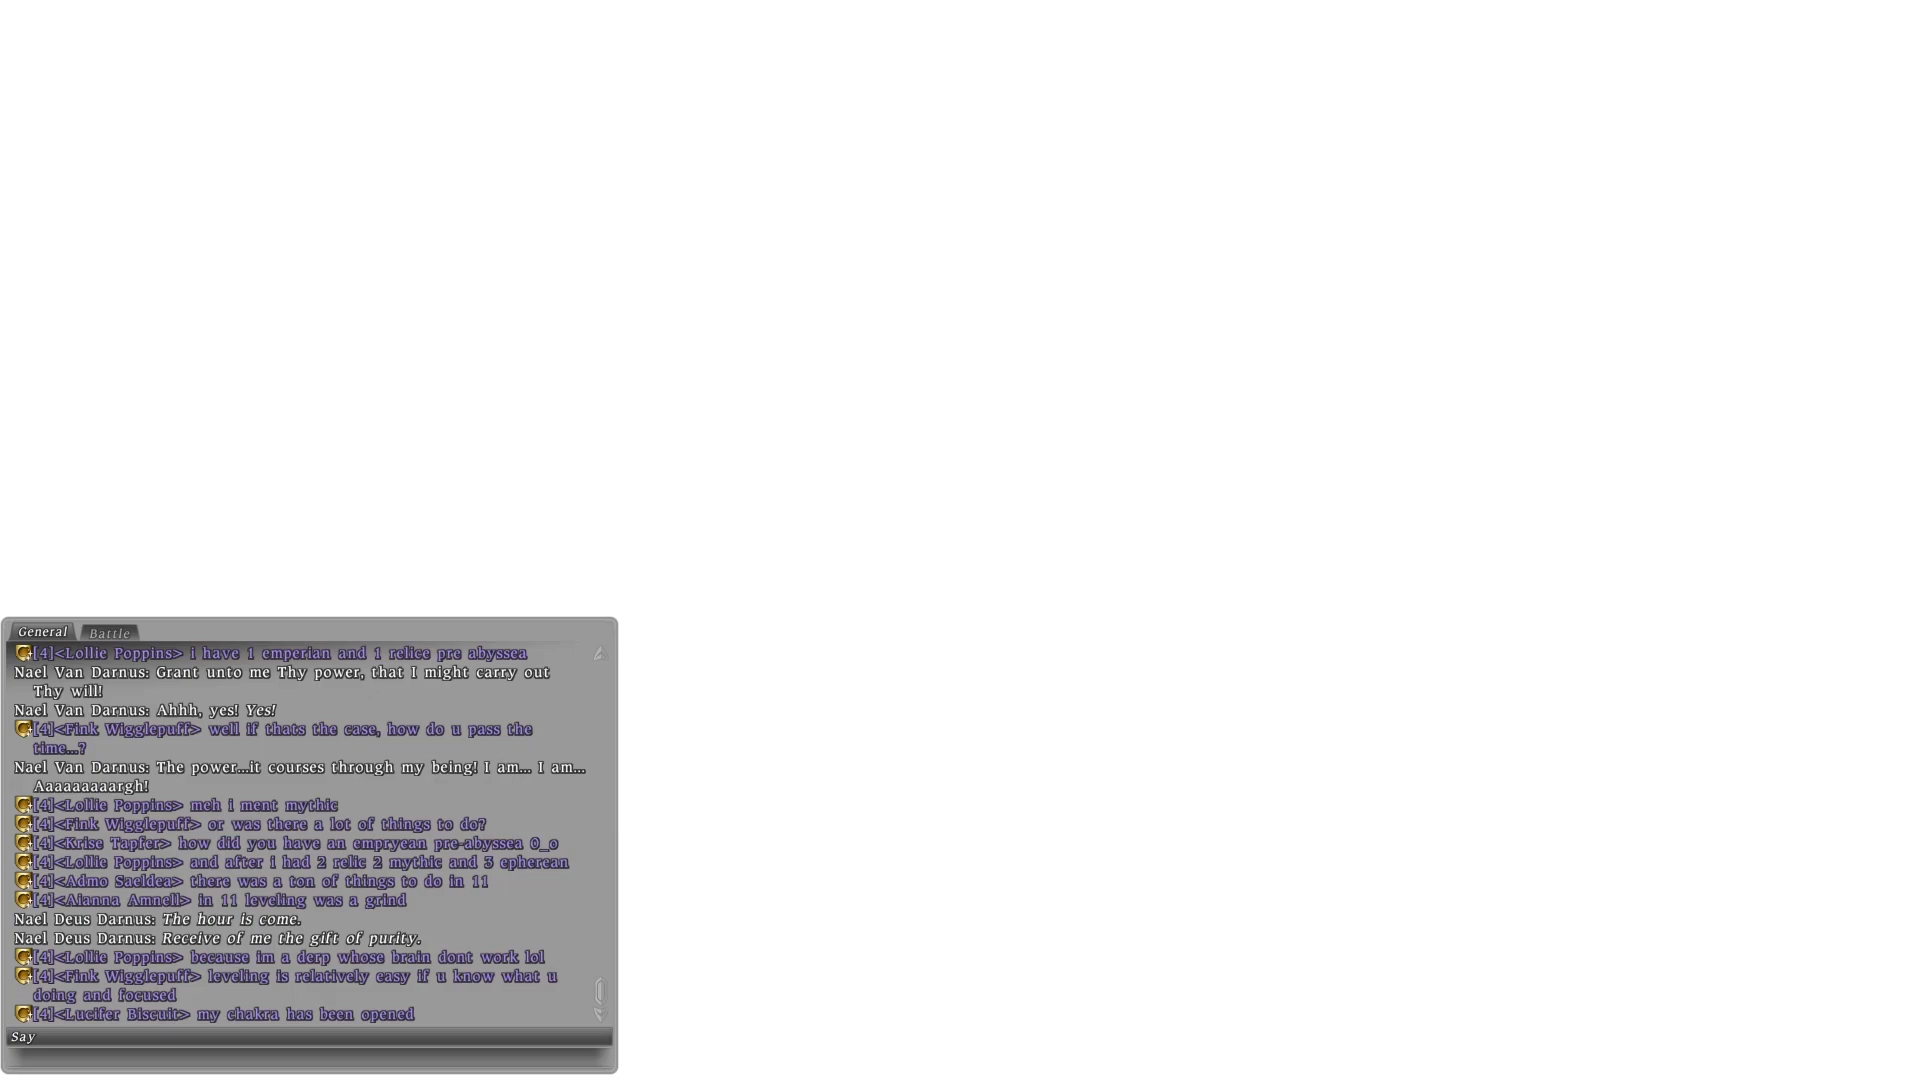 General Battle
[4]<Lollie Poppins> i have 1 emperian and 1 relice pre abyssea
Nael Van Darnus: Grant unto me Thy power, that I might carry out
Thy will!
Nael Van Darnus: Ahhh, yes! Yes!
[4]<Fink Wigglepuff> well if thats the case, how do u pass the
time...?
Nael Van Darnus: The power...it courses through my being! I am... I am...
Aaaaaaaaargh!
[4]<Lollie Poppins> meh i ment mythic
[4]<Fink Wigglepuff> or was there a lot of things to do?
[4]<Krise Tapfer> how did you have an empryean pre-abyssea O_o
[4]<Lollie Poppins> and after i had 2 relic 2 mythic and 3 epherean
[4]<Admo Saeldea> there was a ton of things to do in 11
[4]<Aianna Amnell> in 11 leveling was a grind
Nael Deus Darnus: The hour is come.
Nael Deus Darnus: Receive of me the gift of purity.
[4]<Lollie Poppins> because im a derp whose brain dont work lol
[4]<Fink Wigglepuff> leveling is relatively easy if u know what u
doing and focused
[4]<Lucifer Biscuit> my chakra has been opened
Say